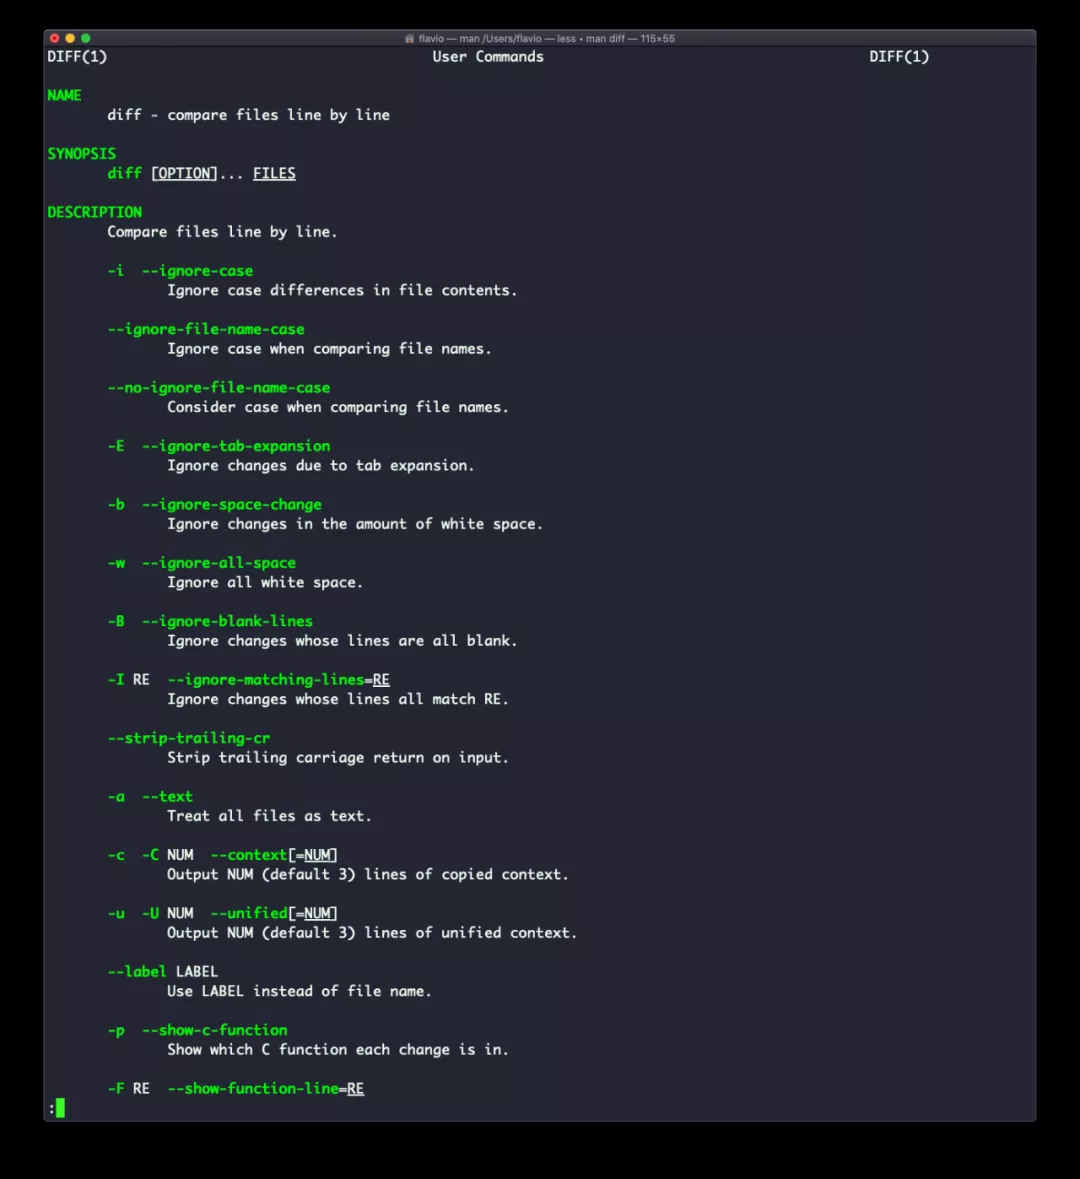 flavio — man /Users/flavio — less • man diff — 115×55
DIFF(1) User Commands DIFF(1)
NAME
diff - compare files line by line
SYNOPSIS
diff [OPTION]... FILES
DESCRIPTION
Compare files line by line.
-i --ignore-case
Ignore case differences in file contents.
--ignore-file-name-case
Ignore case when comparing file names.
--no-ignore-file-name-case
Consider case when comparing file names.
-E --ignore-tab-expansion
Ignore changes due to tab expansion.
-b --ignore-space-change
Ignore changes in the amount of white space.
-w --ignore-all-space
Ignore all white space.
-B --ignore-blank-lines
Ignore changes whose lines are all blank.
-I RE --ignore-matching-lines=RE
Ignore changes whose lines all match RE.
--strip-trailing-cr
Strip trailing carriage return on input.
-a --text
Treat all files as text.
-c -C NUM --context[=NUM]
Output NUM (default 3) lines of copied context.
-u -U NUM --unified[=NUM]
Output NUM (default 3) lines of unified context.
--label LABEL
Use LABEL instead of file name.
-p --show-c-function
Show which C function each change is in.
-F RE --show-function-line=RE
: